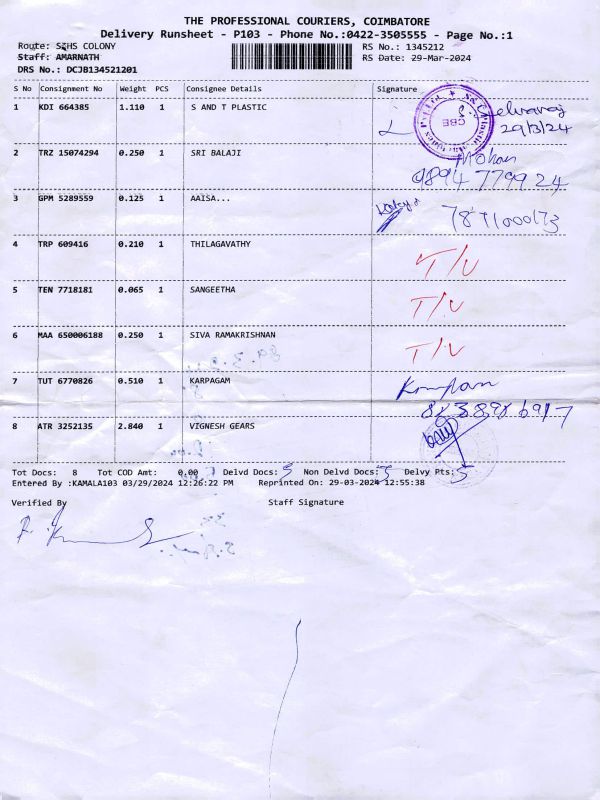 THE PROFESSIONAL COURIERS, COIMBATORE
Delivery Runsheet - P103 - Phone No.:0422-3505555 - Page No.:1
Route: SIHS COLONY RS No.: 1345212
Staff: AMARNATH RS Date: 29-Mar-2024
DRS No.: DCJB134521201
S No Consignment No Weight PCS Consignee Details Signature
1 KDI 664385 1.110 1 S AND T PLASTIC
29/3/24
2 TRZ 15074294 0.250 1 SRI BALAJI Mohan
9894 7799 24
3 GPM 5289559 0.125 1 AAISA...
7871000173
4 TRP 609416 0.210 1 THILAGAVATHY T/V
5 TEN 7718181 0.065 1 SANGEETHA T/V
6 MAA 650006188 0.250 1 SIVA RAMAKRISHNAN T/V
7 TUT 6770826 0.510 1 KARPAGAM
8 ATR 3252135 2.840 1 VIGNESH GEARS
Tot Docs: 8 Tot COD Amt: 0.00 Delvd Docs: 5 Non Delvd Docs: 3 Delvy Pts: 5
Entered By :KAMALA103 03/29/2024 12:26:22 PM Reprinted On: 29-03-2024 12:55:38
Verified By Staff Signature